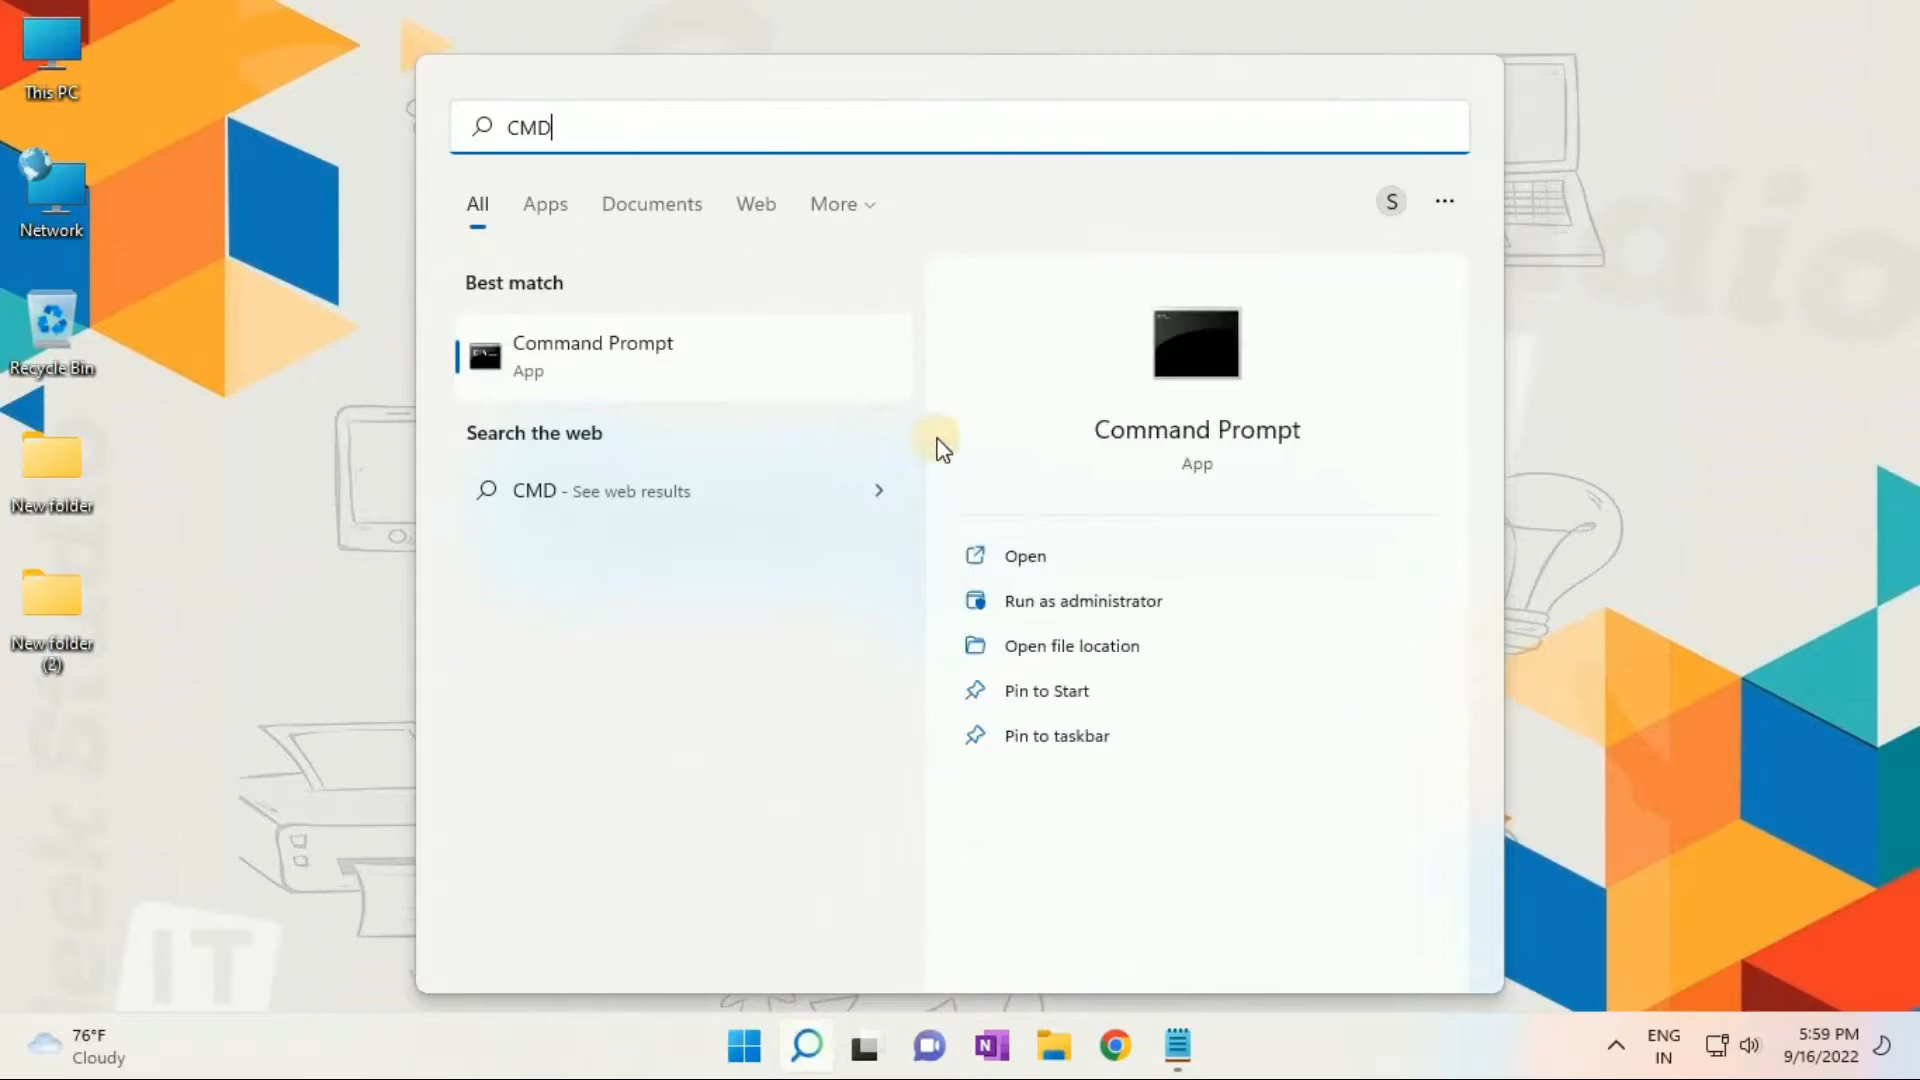 This PC
Network
Recycle Bin
New folder
New folder
(2)
CMD
All
Apps
Documents
Web
More
S
Best match
Command Prompt
App
Search the web
CMD - See web results
Command Prompt
App
Open
Run as administrator
Open file location
Pin to Start
Pin to taskbar
IT
76°F
Cloudy
N
ENG
IN
5:59 PM
9/16/2022